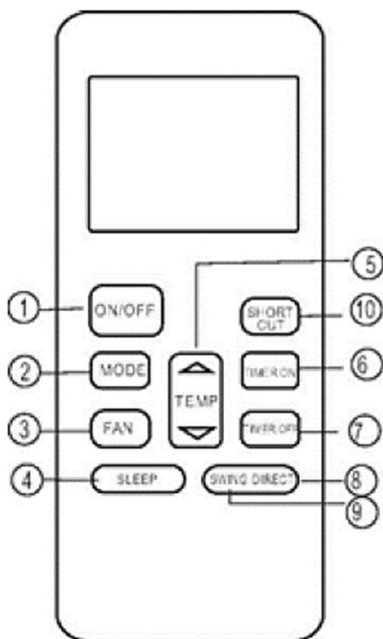 5
1
ON/OFF
SHORT
CUT
10
2
MODE
TEMP
TIMER ON
6
3
FAN
TIMER OFF
7
4
SLEEP
SWING DIRECT
8
9